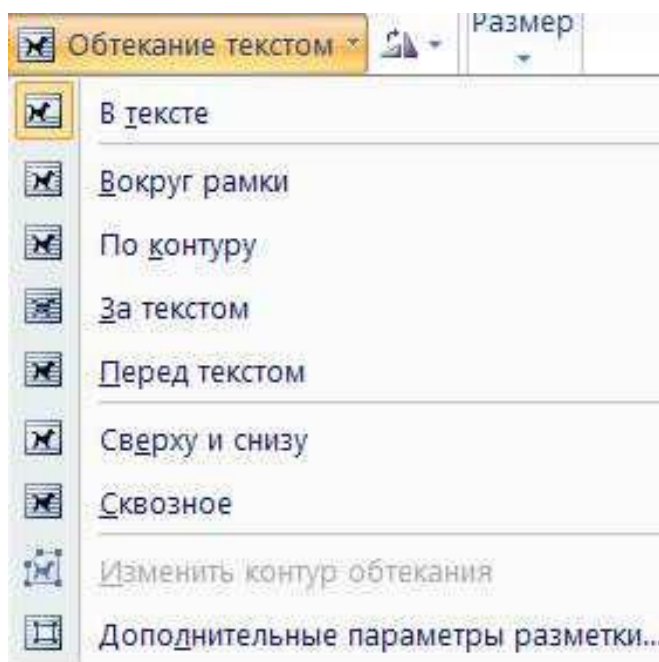 Обтекание текстом
Размер
В тексте
Вокруг рамки
По контуру
За текстом
Перед текстом
Сверху и снизу
Сквозное
Изменить контур обтекания
Дополнительные параметры разметки...